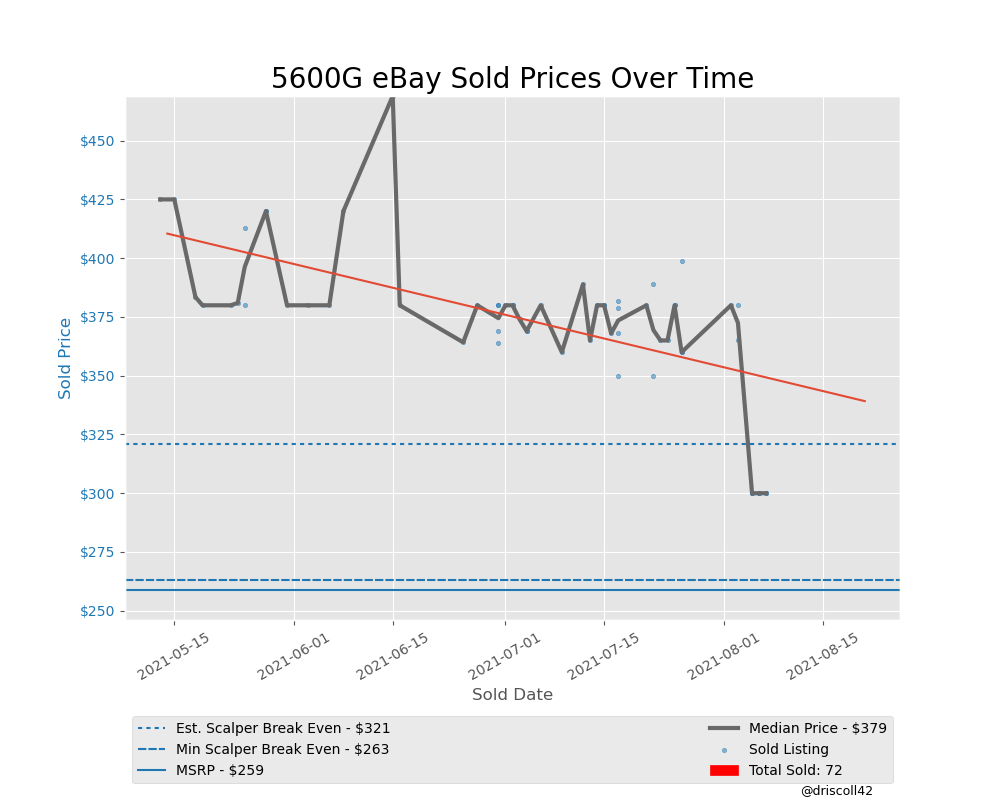 5600G eBay Sold Prices Over Time
$450
$425
$400
$375
$350
$325
$300
$275
$250
Sold Price
2021-05-15
2021-06-01
2021-06-15
2021-07-01
2021-07-15
2021-08-01
2021-08-15
Sold Date
Est. Scalper Break Even - $321
Min Scalper Break Even - $263
MSRP - $259
Median Price - $379
Sold Listing
Total Sold: 72
@driscoll42